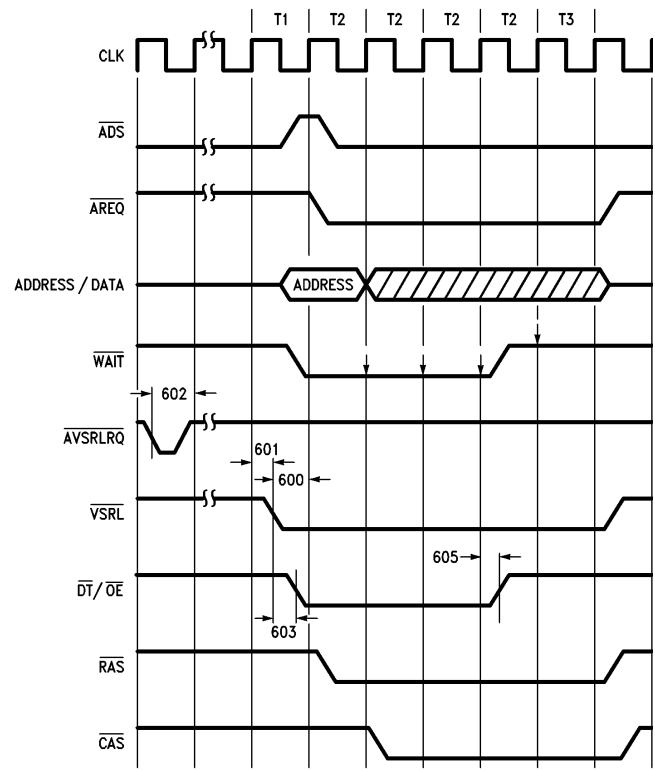 T1 T2 T2 T2 T2 T3
CLK
ADS
AREQ
ADDRESS / DATA
ADDRESS
WAIT
602
AVSRLRQ
601
600
VSRL
605
DT/OE
603
RAS
CAS